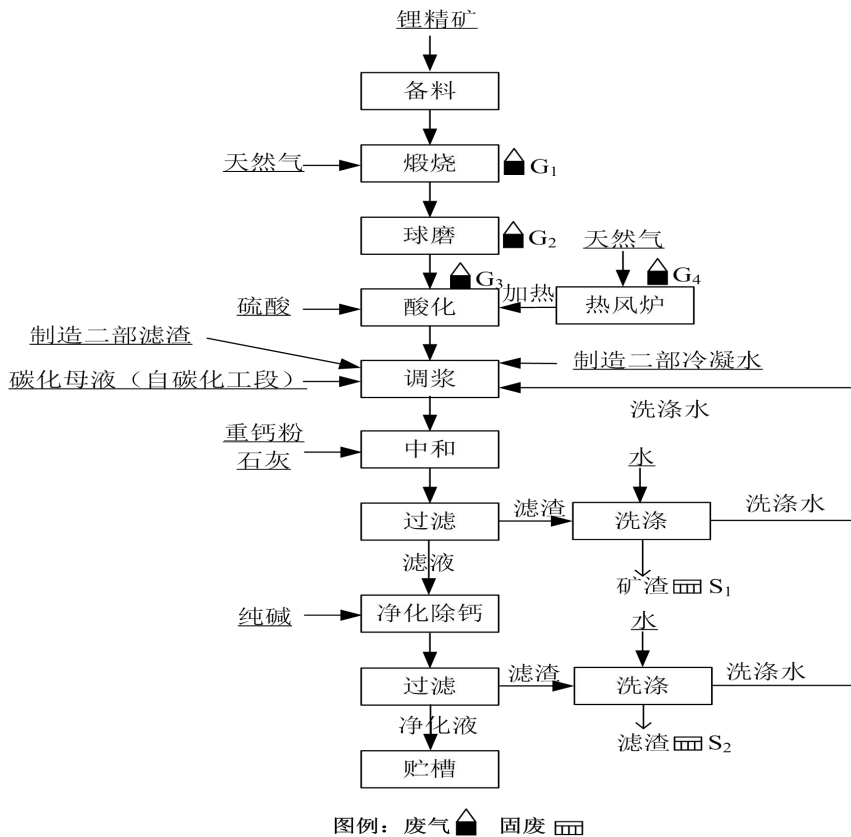 锂精矿
备料
天然气
煅烧
G1
球磨
G2
天然气
G3
G4
加热
硫酸
酸化
热风炉
制造二部滤渣
制造二部冷凝水
碳化母液（自碳化工段）
调浆
洗涤水
重钙粉
石灰
中和
水
过滤
滤渣
洗涤
洗涤水
滤液
矿渣
S1
纯碱
净化除钙
水
过滤
滤渣
洗涤
洗涤水
净化液
滤渣
S2
贮槽
图例：废气 固废